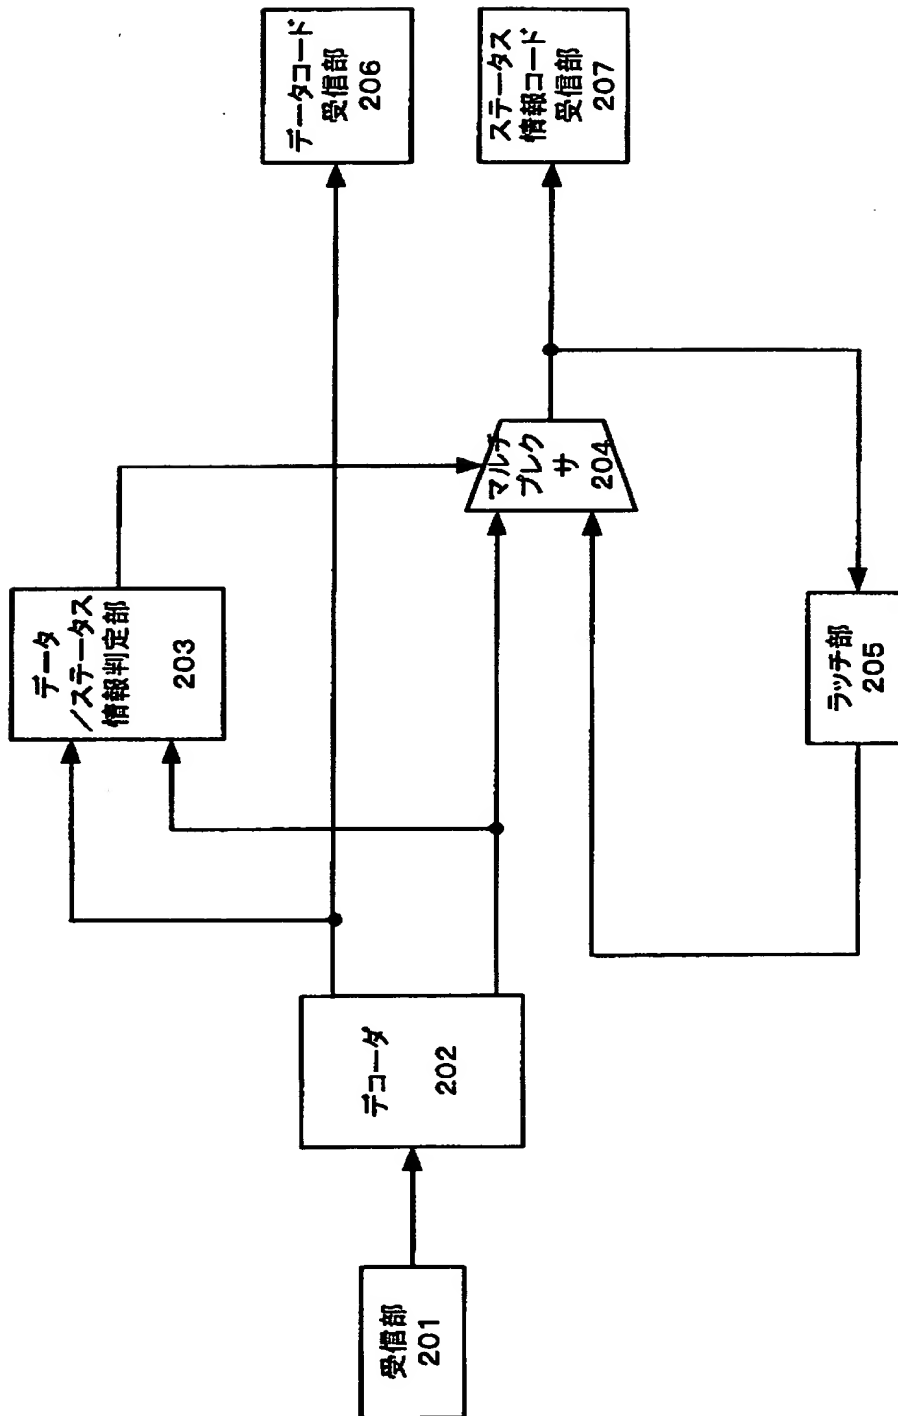 受信部
201
デコーダ
202
データ
/ステータス
情報判定部
203
マルチ
プレク
サ
204
ラッチ部
205
データコード
受信部
206
ステータス
情報コード
受信部
207